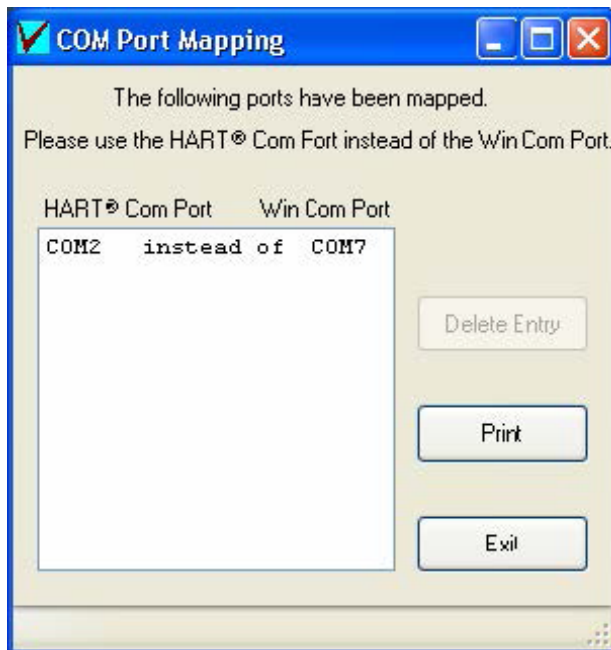 COM Port Mapping
The following ports have been mapped.
Please use the HART® Com Fort instead of the Win Com Port.
HART® Com Port Win Com Port
COM2 instead of COM7
Delete Entry
Print
Exit